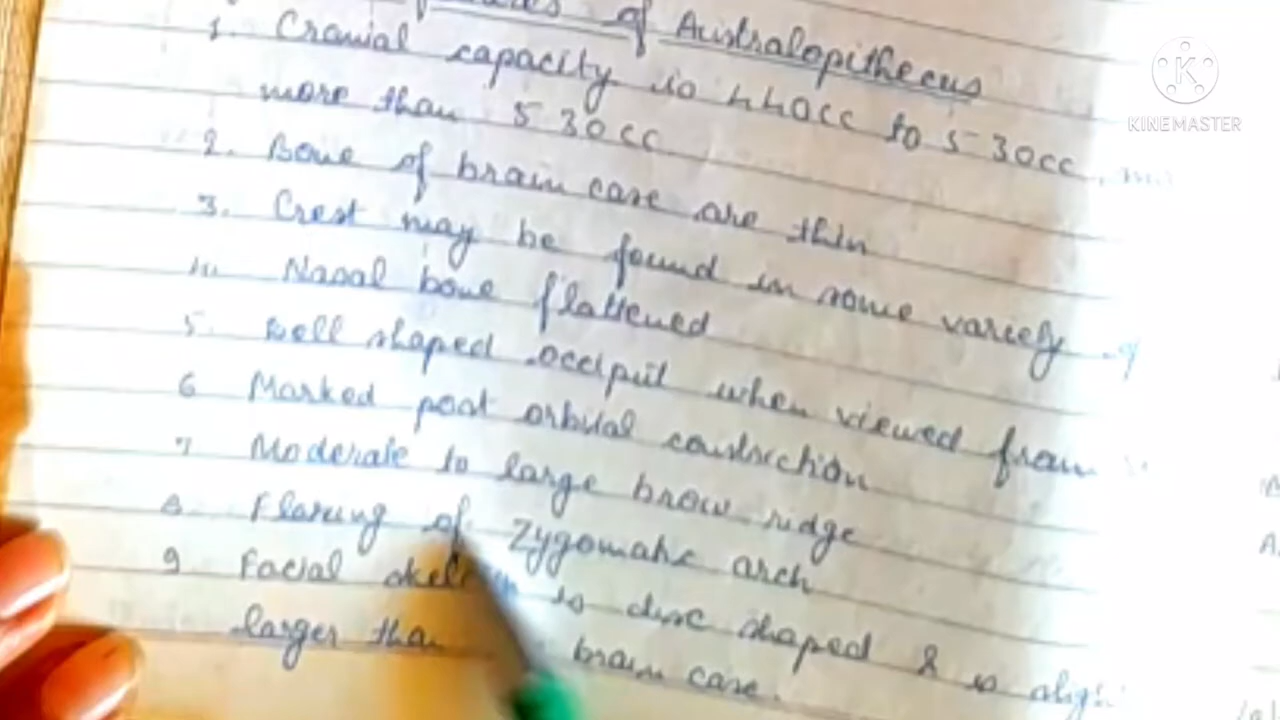 of Australopithecus
1. Cranial capacity is 440cc to 530cc,
more than 530cc
2. Bone of brain case are thin
3. Crest may be found in some variety
4. Nasal bone flattened
5. Bell shaped occiput when viewed from
6 Marked post orbital constriction
7 Moderate to large brow ridge
8 Flaring of Zygomatic arch
9 Facial is disc shaped & is
larger than brain case.
K
KINEMASTER